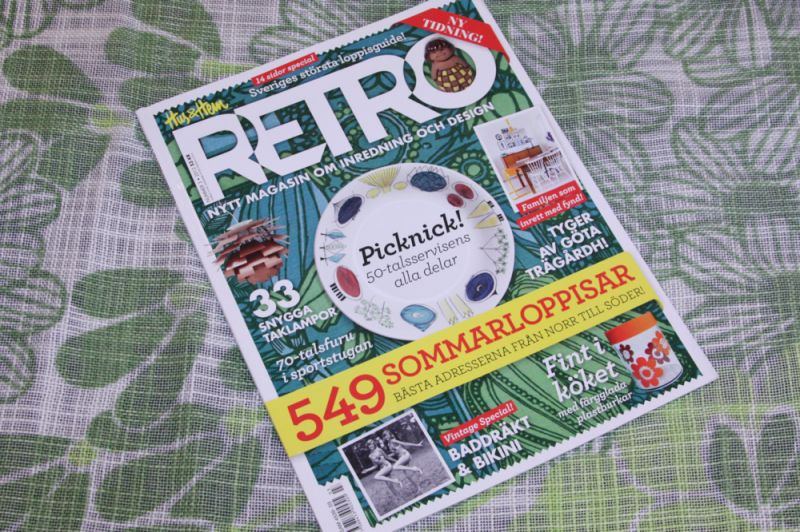 NY
TIDNING!
14 sidor special
Sveriges största loppisguide!
Hus & Hem
RETRO
NYTT MAGASIN OM INREDNING OCH DESIGN
Familjen som
inrett med fynd!
Picknick!
50-talsservisens
alla delar
TYGER
AV GÖTA
TRÄGÅRDH!
33
SNYGGA
TAKLAMPOR
70-talsfuru
i sportstugan
549 SOMMARLOPPISAR
BÄSTA ADRESSERNA FRÅN NORR TILL SÖDER!
Fint i
köket
med färgglada
plastburkar
Vintage Special!
BADDRÄKT
& BIKINI